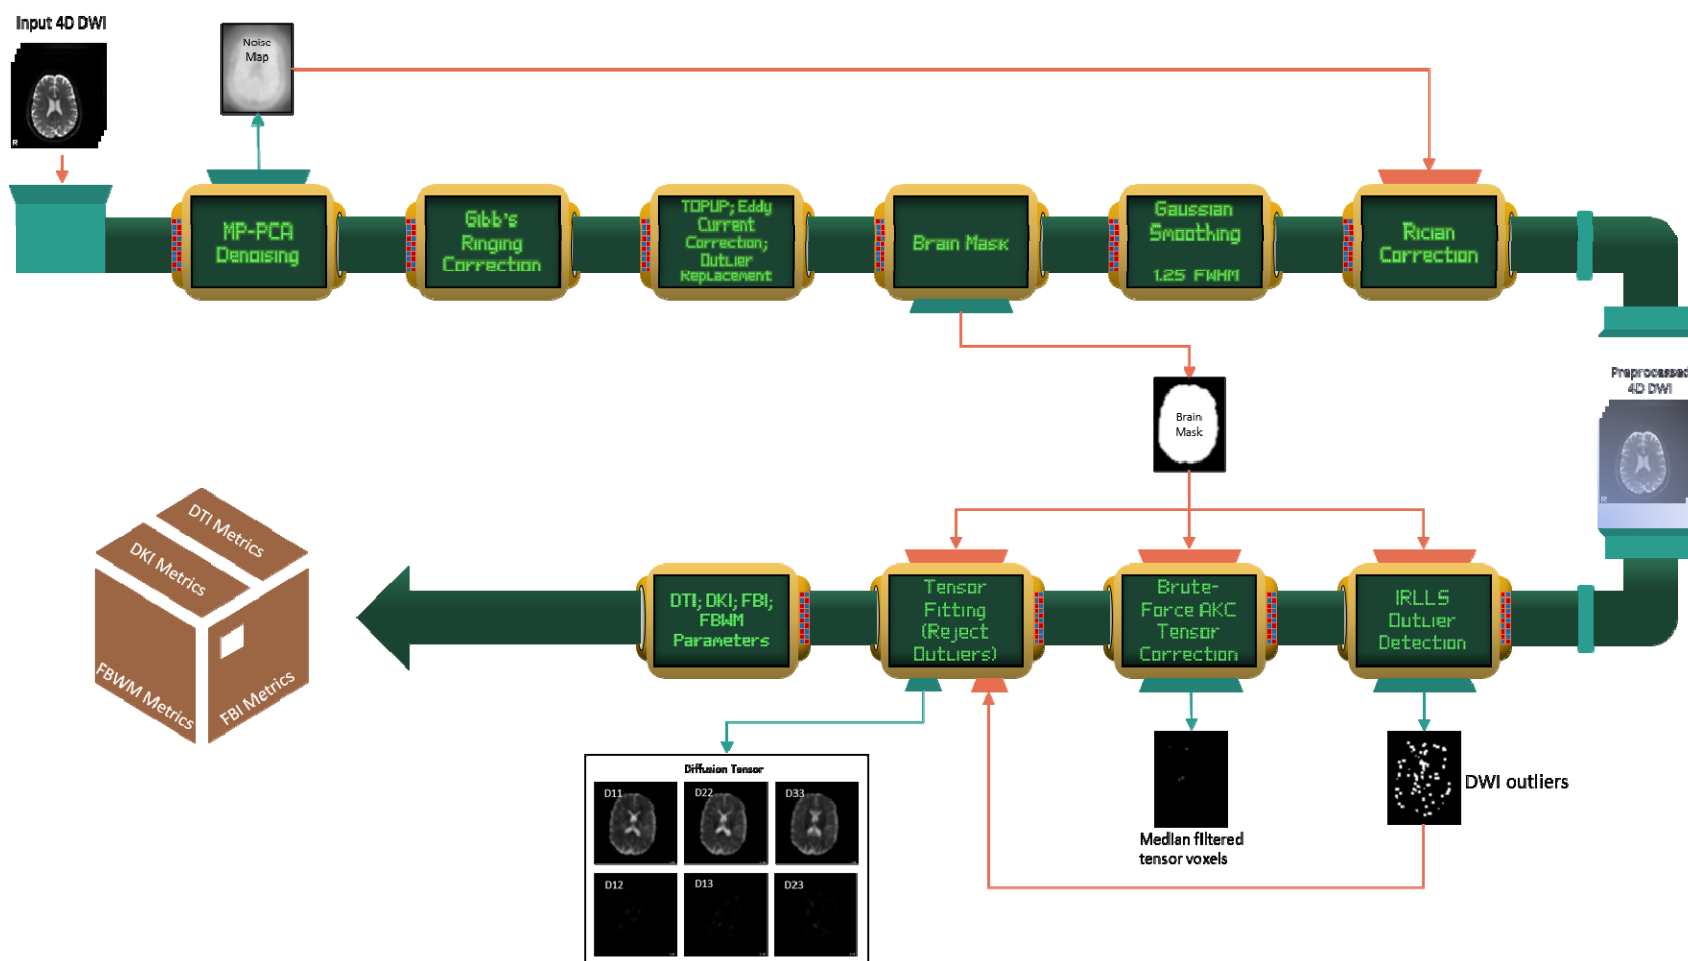 Input 4D DWI
R
Noise
Map
MP-PCA
Denoising
Gibb's
Ringing
Correction
TOPUP; Eddy
Current
Correction;
Outlier
Replacement
Brain Mask
Gaussian
Smoothing
1.25 FWHM
Rician
Correction
Preprocessed
4D DWI
R
Brain
Mask
IRLLS
Outlier
Detection
Brute-
Force AKC
Tensor
Correction
Tensor
Fitting
(Reject
Outliers)
DTI; DKI; FBI;
FBWM
Parameters
DTI Metrics
DKI Metrics
FBWM Metrics
FBI Metrics
DWI outliers
Median filtered
tensor voxels
Diffusion Tensor
D11
D22
D33
D12
D13
D23